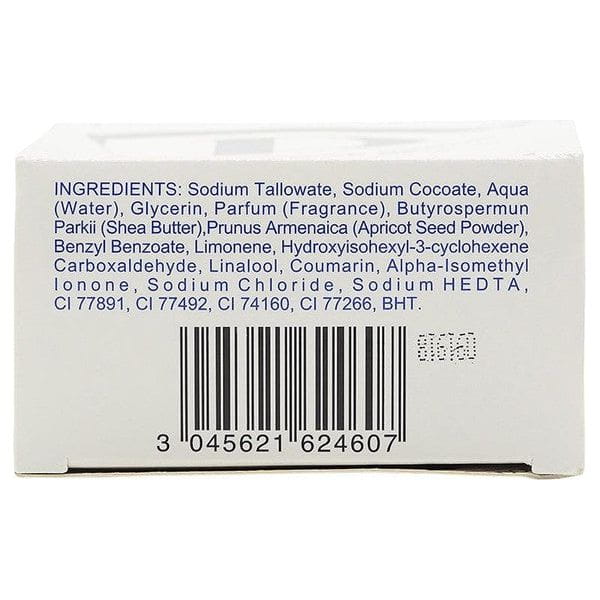 INGREDIENTS: Sodium Tallowate, Sodium Cocoate, Aqua
(Water), Glycerin, Parfum (Fragrance), Butyrospermun
Parkii (Shea Butter),Prunus Armenaica (Apricot Seed Powder),
Benzyl Benzoate, Limonene, Hydroxyisohexyl-3-cyclohexene
Carboxaldehyde, Linalool, Coumarin, Alpha-Isomethyl
Ionone, Sodium Chloride, Sodium HEDTA,
CI 77891, CI 77492, CI 74160, CI 77266, BHT.
3 045621 624607